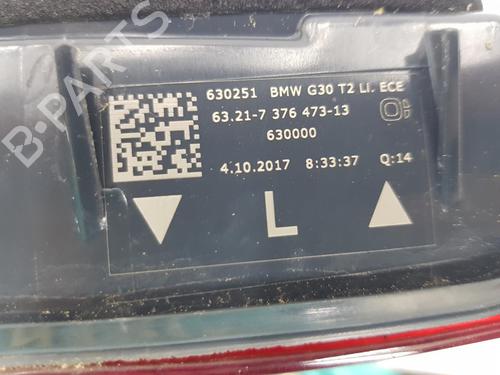 630251 BMW G30 T2 LI. ECE
63.21-7 376 473-13
630000
4.10.2017 8:33:37 Q:14
L
B-PARTS